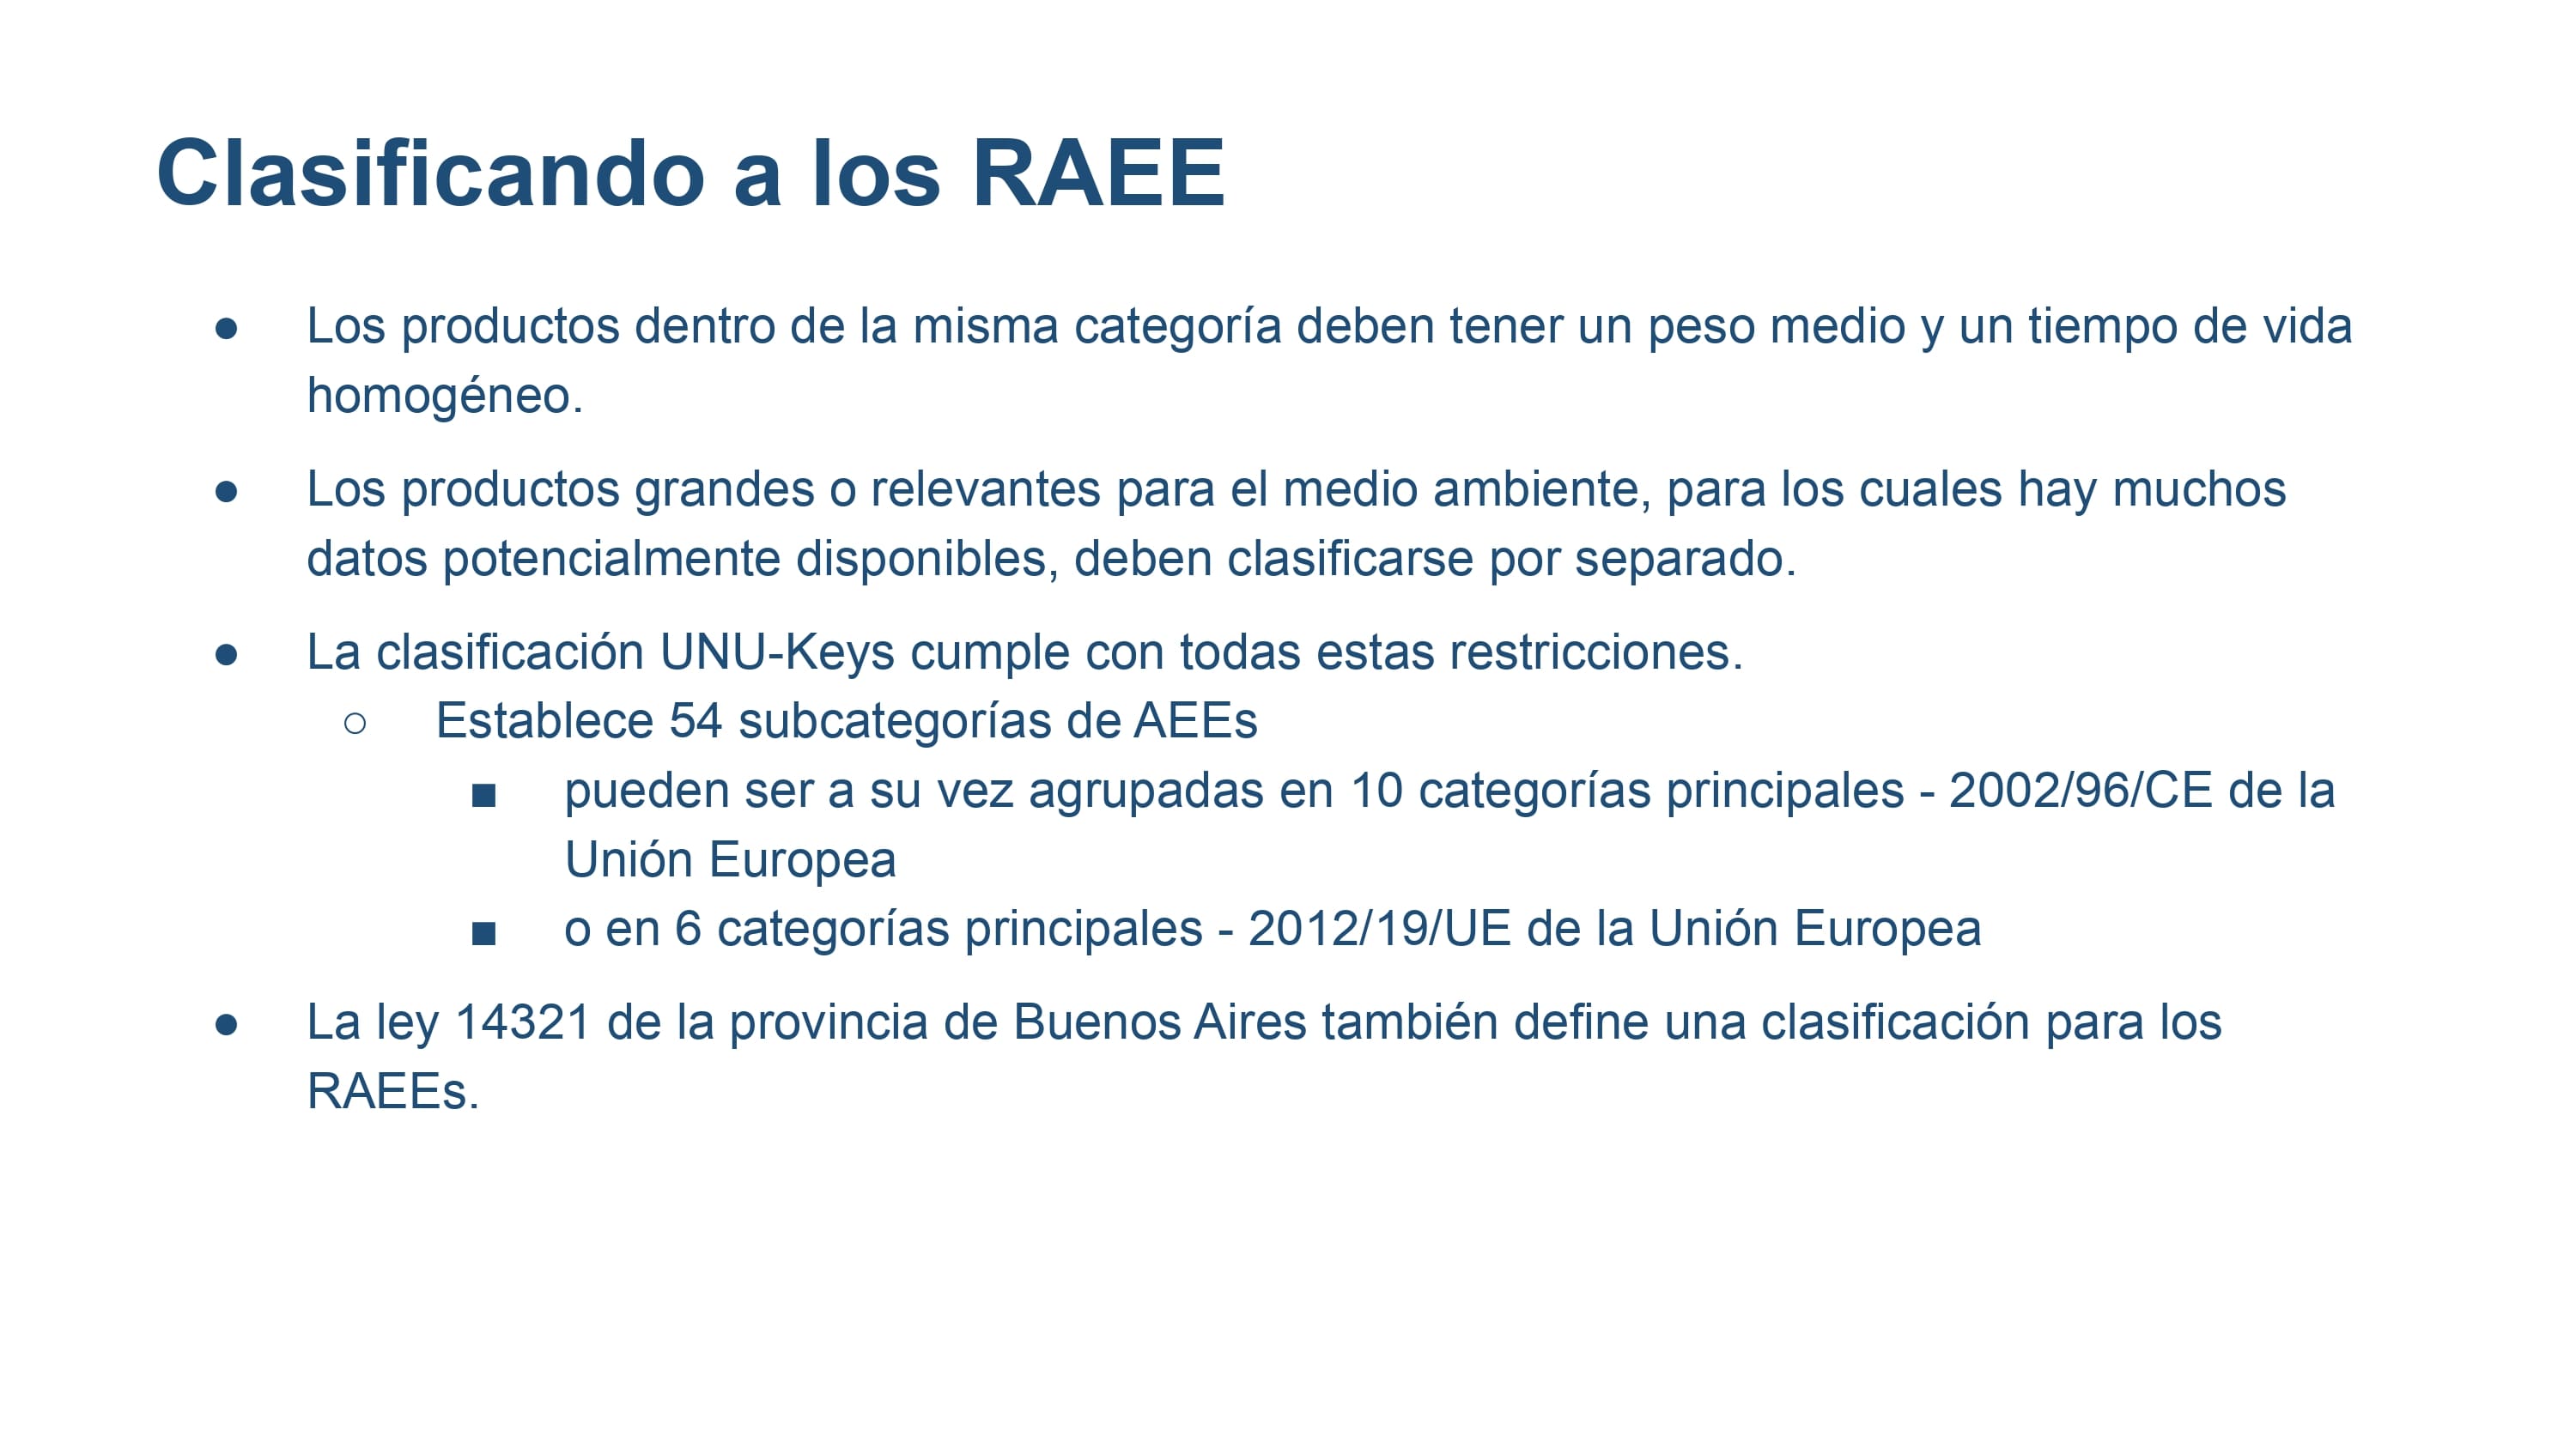 Clasificando a los RAEE
● Los productos dentro de la misma categoría deben tener un peso medio y un tiempo de vida
homogéneo.
● Los productos grandes o relevantes para el medio ambiente, para los cuales hay muchos
datos potencialmente disponibles, deben clasificarse por separado.
● La clasificación UNU-Keys cumple con todas estas restricciones.
○ Establece 54 subcategorías de AEEs
■ pueden ser a su vez agrupadas en 10 categorías principales - 2002/96/CE de la
Unión Europea
■ o en 6 categorías principales - 2012/19/UE de la Unión Europea
● La ley 14321 de la provincia de Buenos Aires también define una clasificación para los
RAEEs.